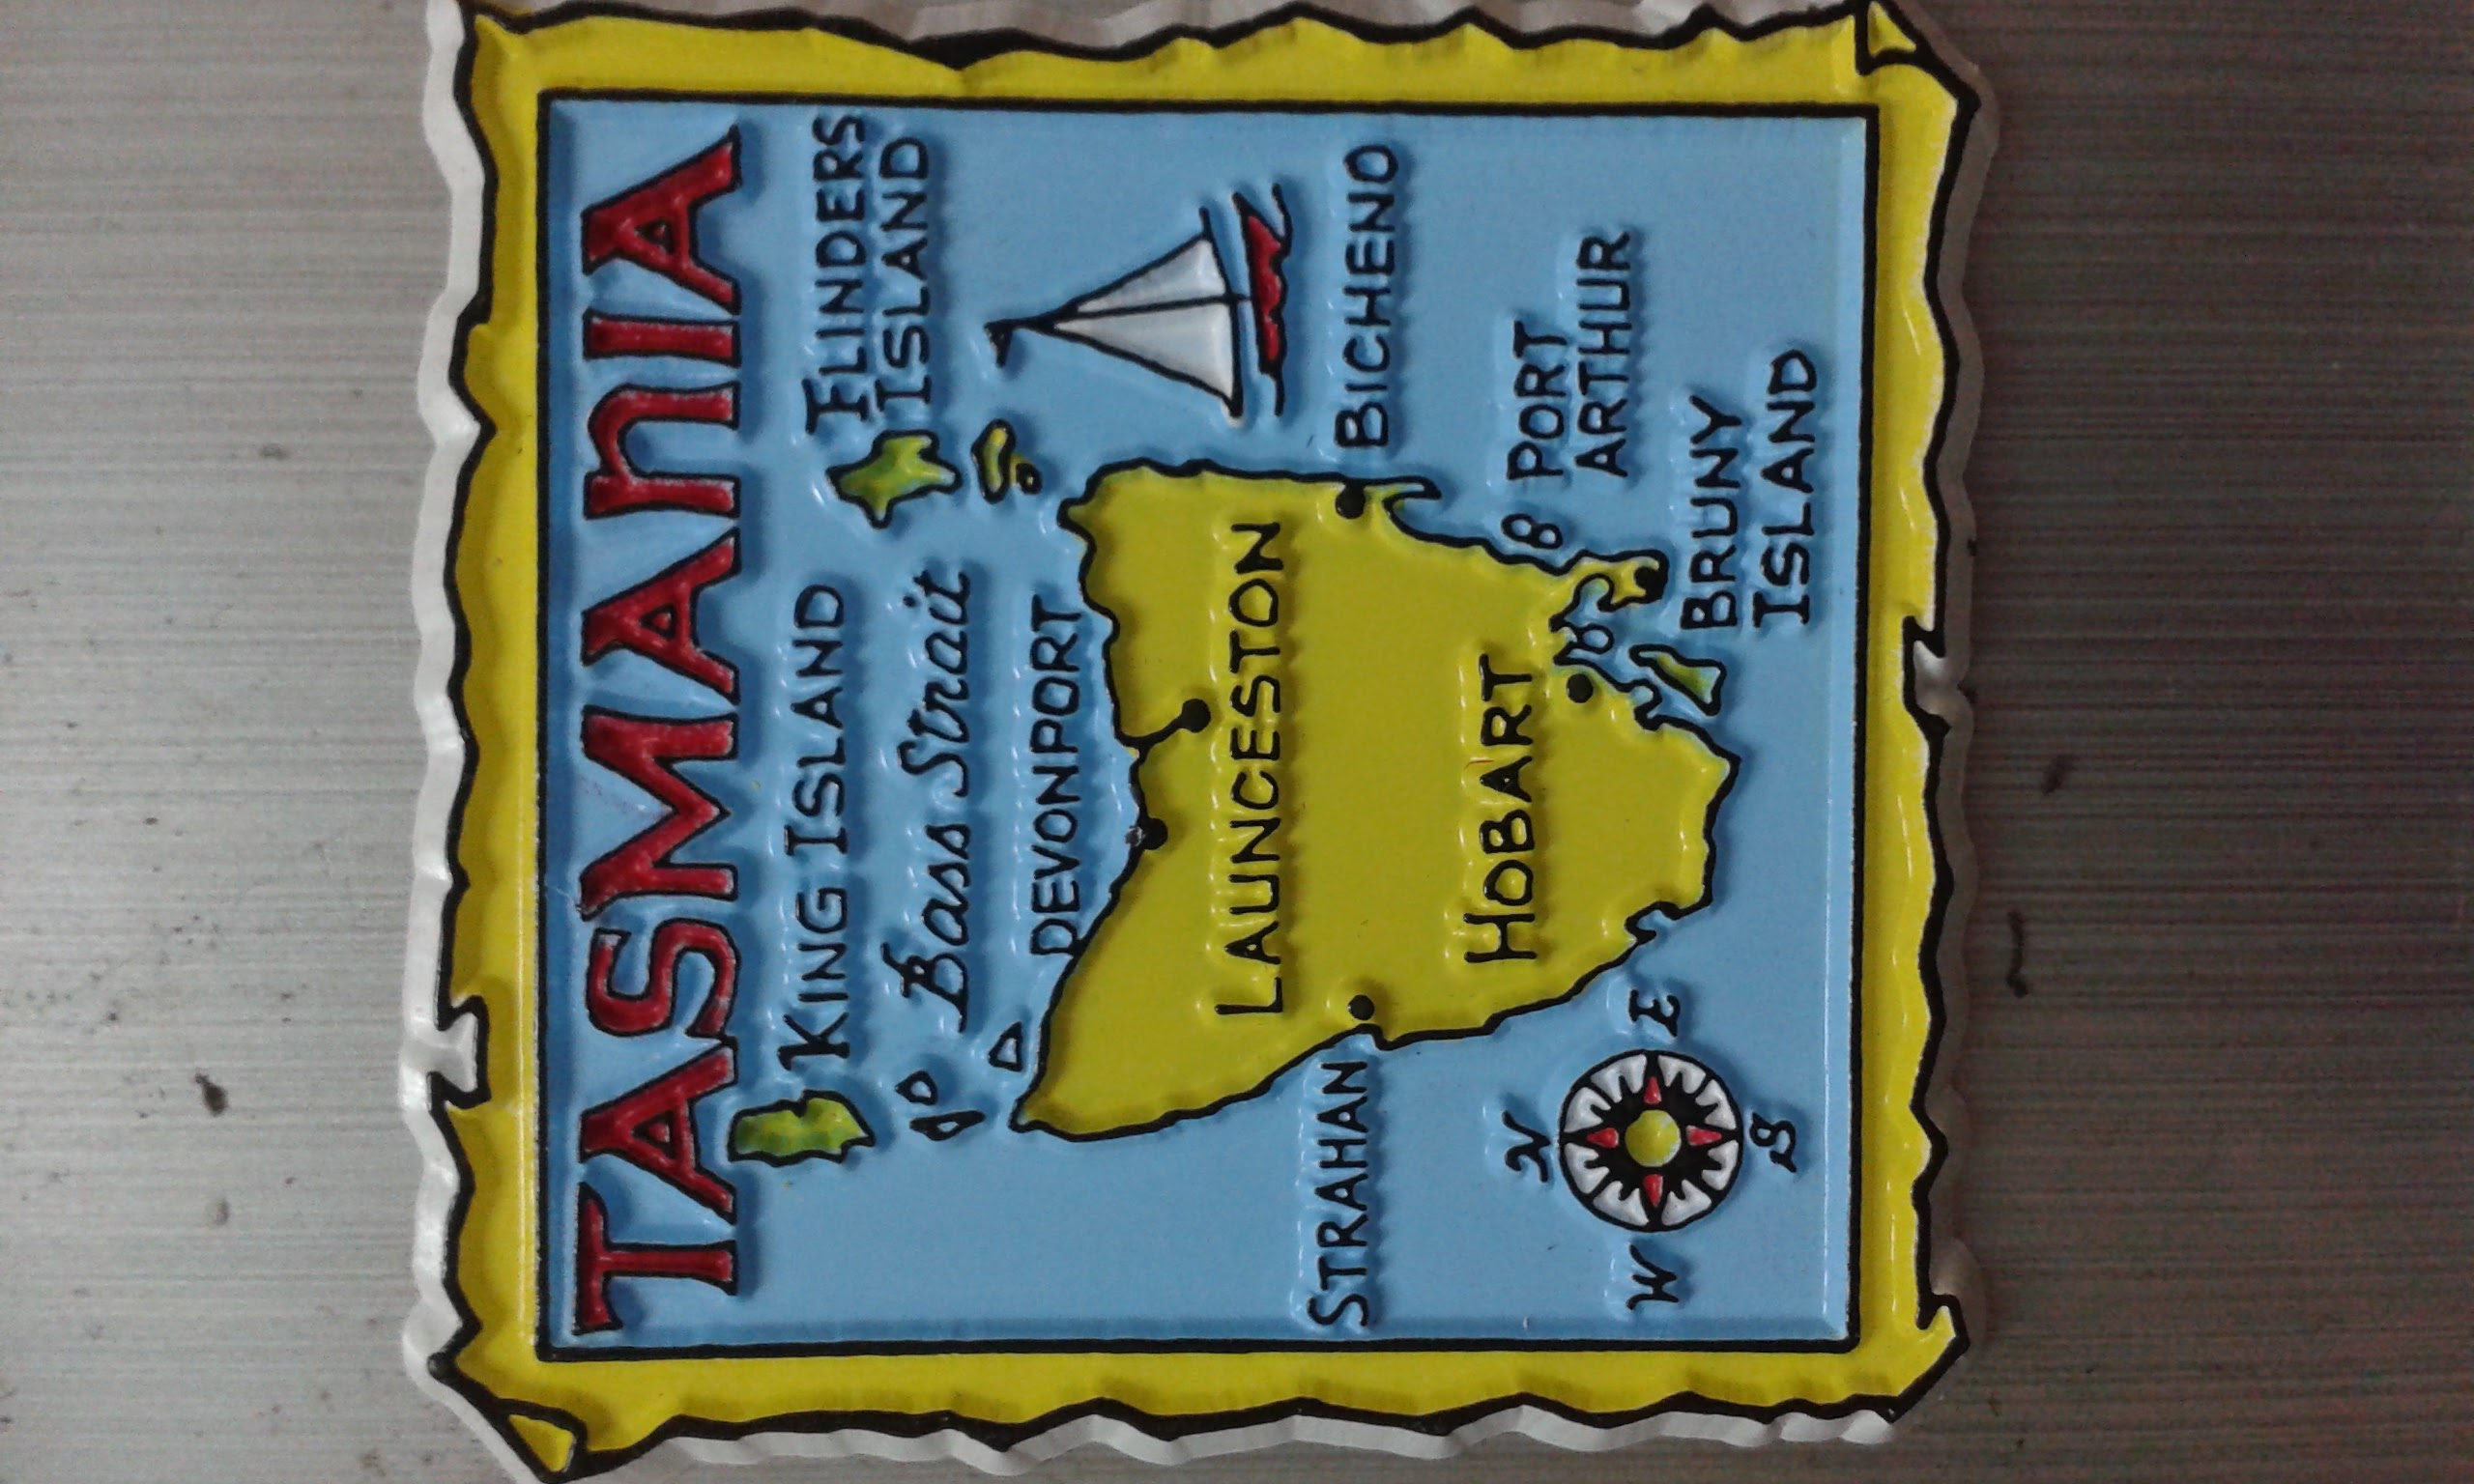 TASMANIA
KING ISLAND
FLINDERS
ISLAND
Bass Strait
DEVONPORT
LAUNCESTON
STRAHAN
BICHENO
HOBART
PORT
ARTHUR
N
W E
S
BRUNY
ISLAND